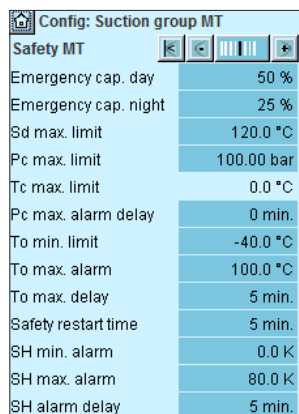 Config: Suction group MT
Safety MT
Emergency cap. day 50 %
Emergency cap. night 25 %
Sd max. limit 120.0 °C
Pc max. limit 100.00 bar
Tc max. limit 0.0 °C
Pc max. alarm delay 0 min.
To min. limit -40.0 °C
To max. alarm 100.0 °C
To max. delay 5 min.
Safety restart time 5 min.
SH min. alarm 0.0 K
SH max. alarm 80.0 K
SH alarm delay 5 min.